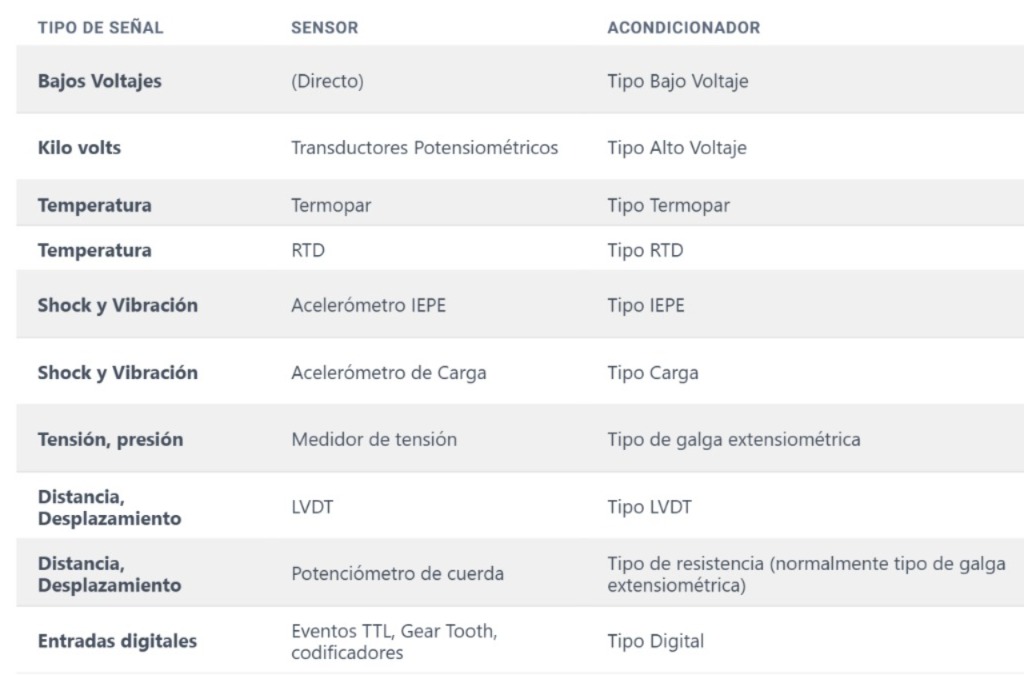 TIPO DE SEÑAL SENSOR ACONDICIONADOR
Bajos Voltajes (Directo) Tipo Bajo Voltaje
Kilo volts Transductores Potensiométricos Tipo Alto Voltaje
Temperatura Termopar Tipo Termopar
Temperatura RTD Tipo RTD
Shock y Vibración Acelerómetro IEPE Tipo IEPE
Shock y Vibración Acelerómetro de Carga Tipo Carga
Tensión, presión Medidor de tensión Tipo de galga extensiométrica
Distancia,
Desplazamiento LVDT Tipo LVDT
Distancia,
Desplazamiento Potenciómetro de cuerda Tipo de resistencia (normalmente tipo de galga
extensiométrica)
Entradas digitales Eventos TTL, Gear Tooth,
codificadores Tipo Digital